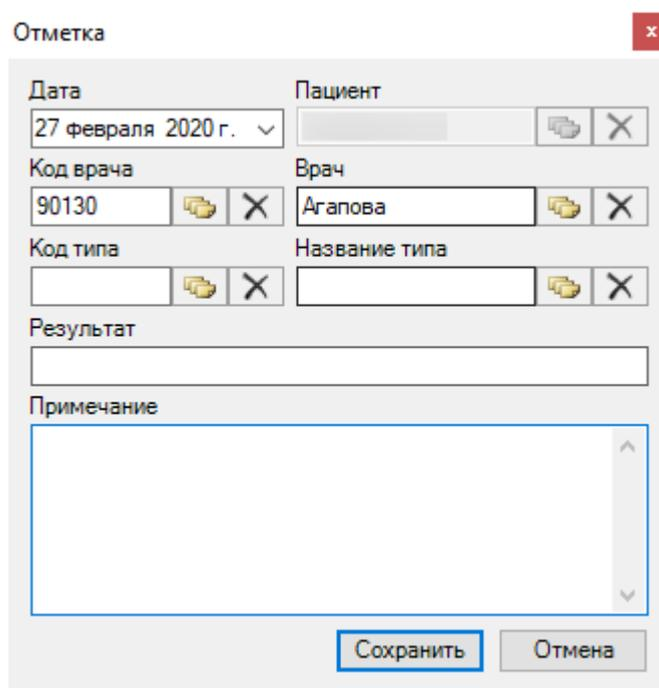 Отметка
Дата Пациент
27 февраля 2020 г.
Код врача Врач
90130 Агапова
Код типа Название типа
Результат
Примечание
Сохранить Отмена